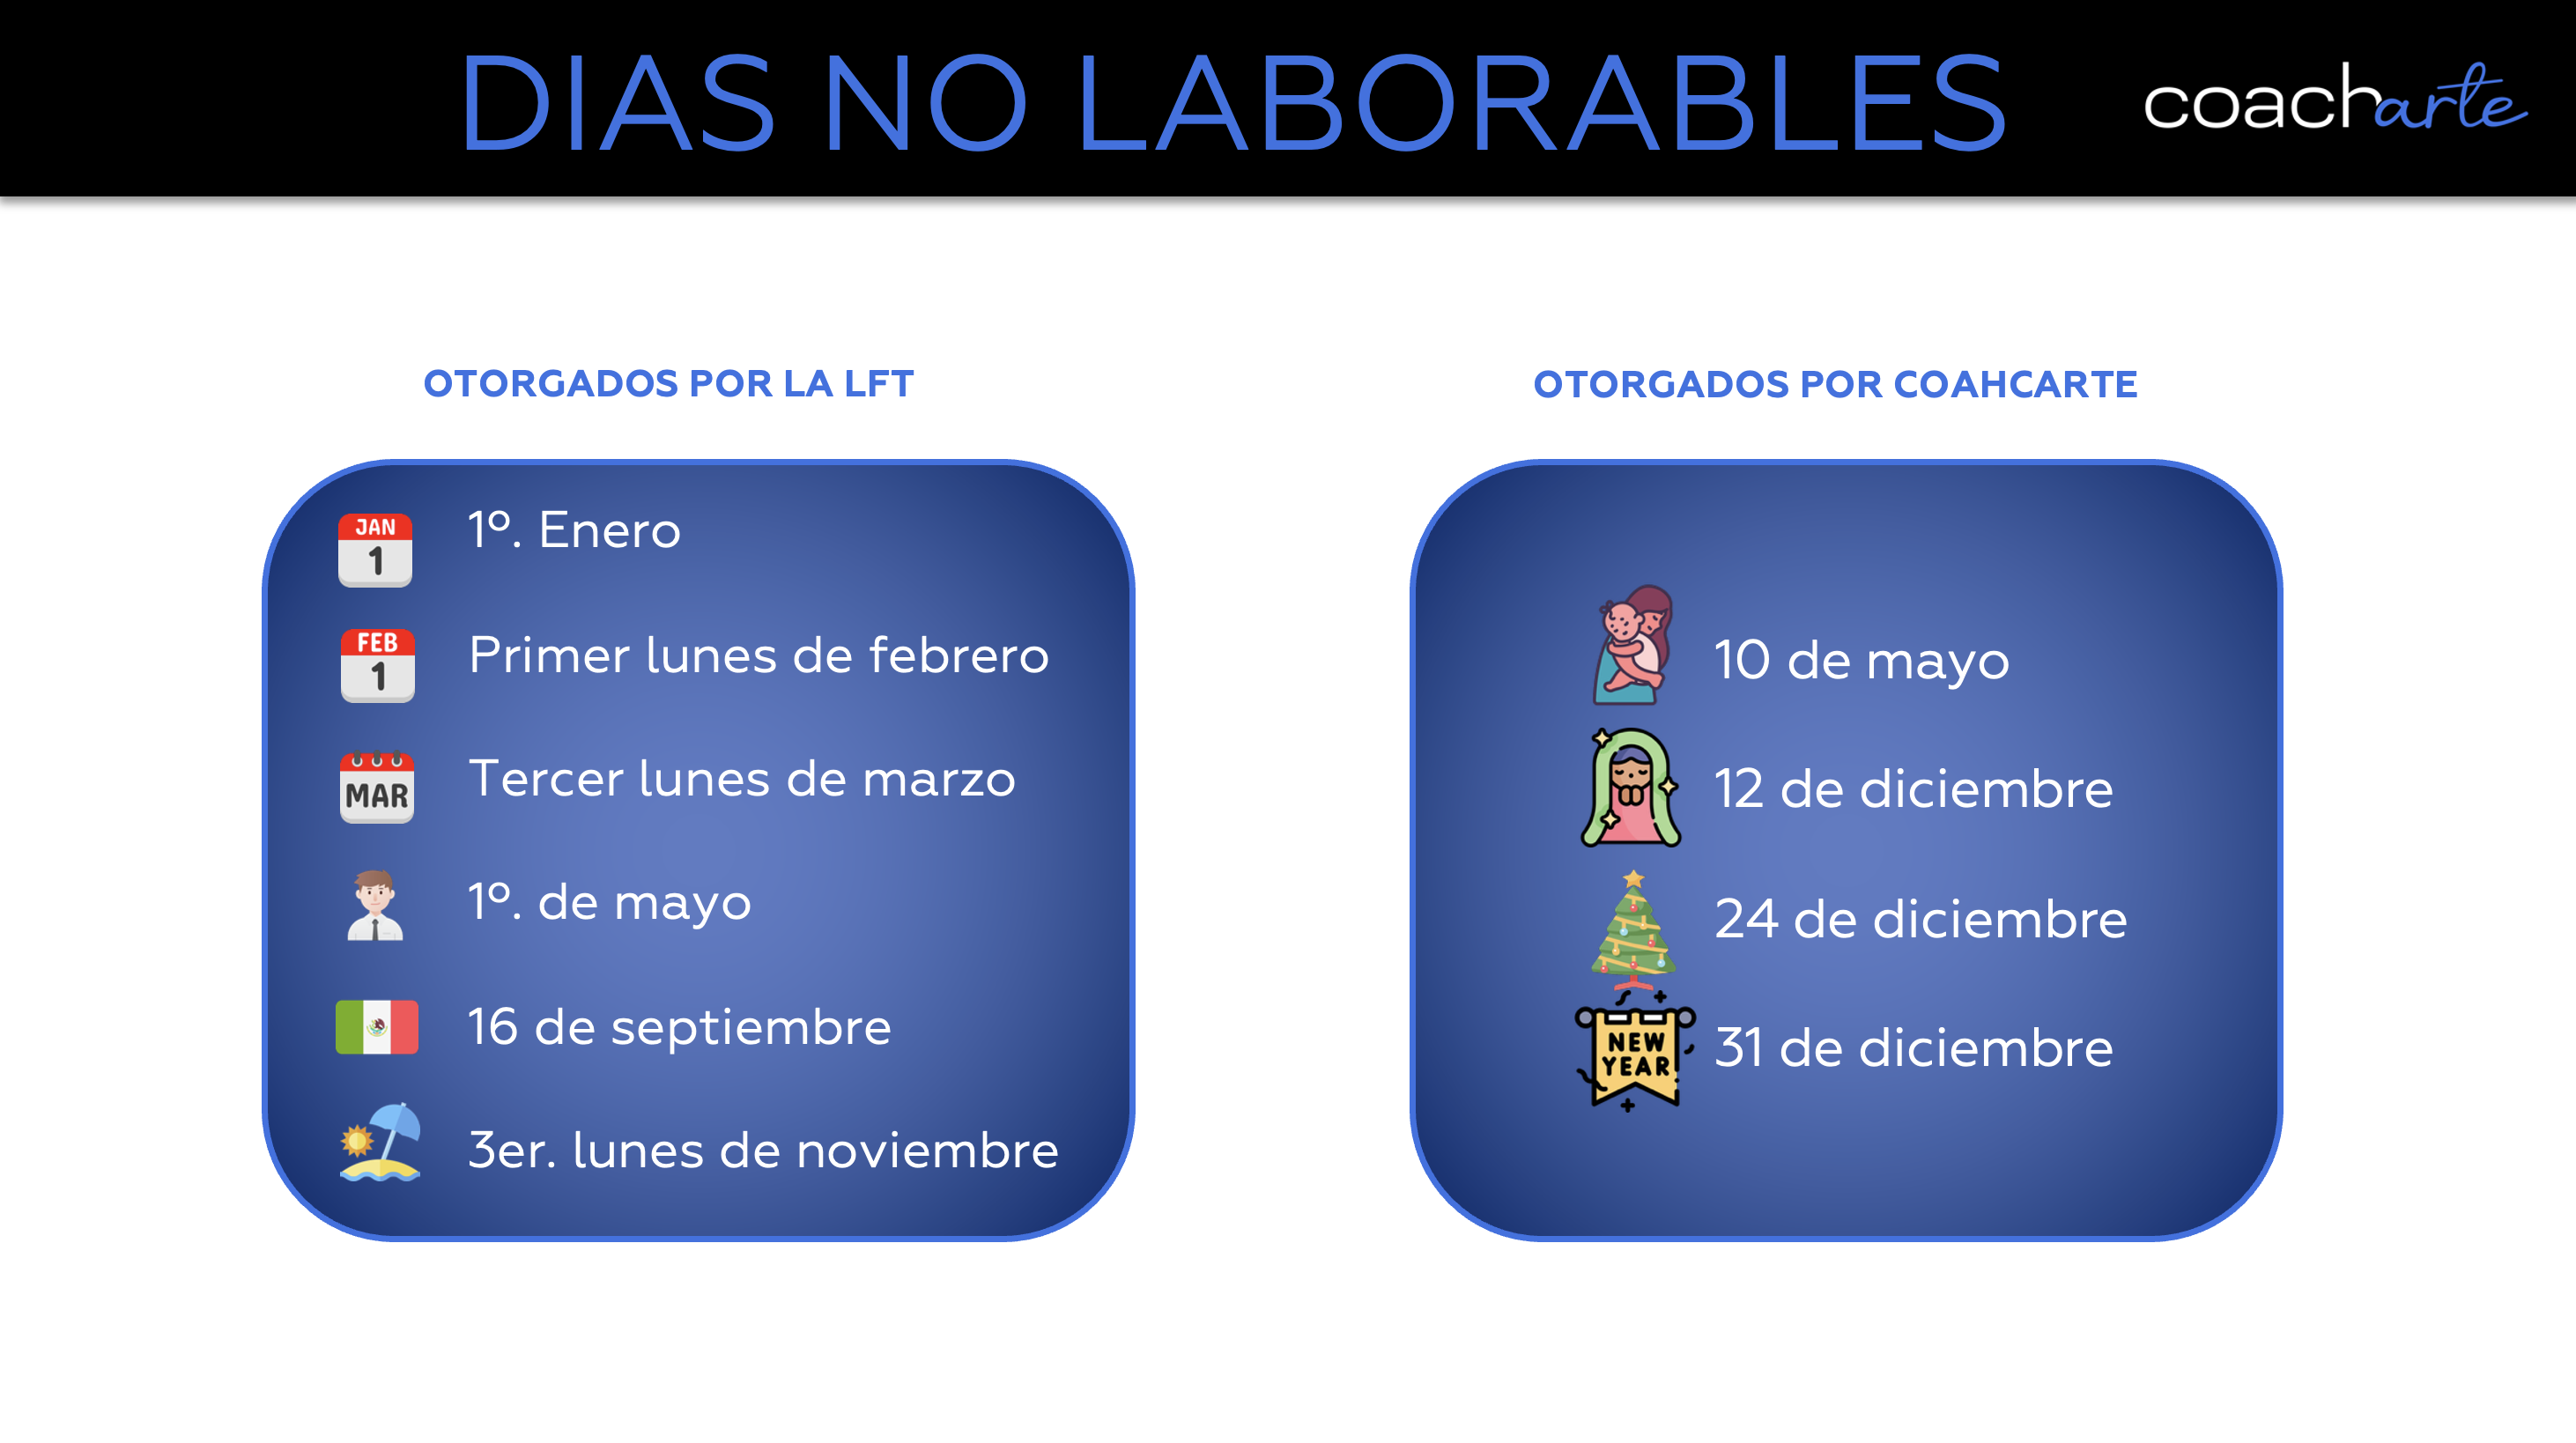 DIAS NO LABORABLES
coacharte
OTORGADOS POR LA LFT
JAN
1
1º. Enero
FEB
1
Primer lunes de febrero
MAR
Tercer lunes de marzo
1º. de mayo
16 de septiembre
3er. lunes de noviembre
OTORGADOS POR COAHCARTE
10 de mayo
12 de diciembre
24 de diciembre
NEW
YEAR
31 de diciembre